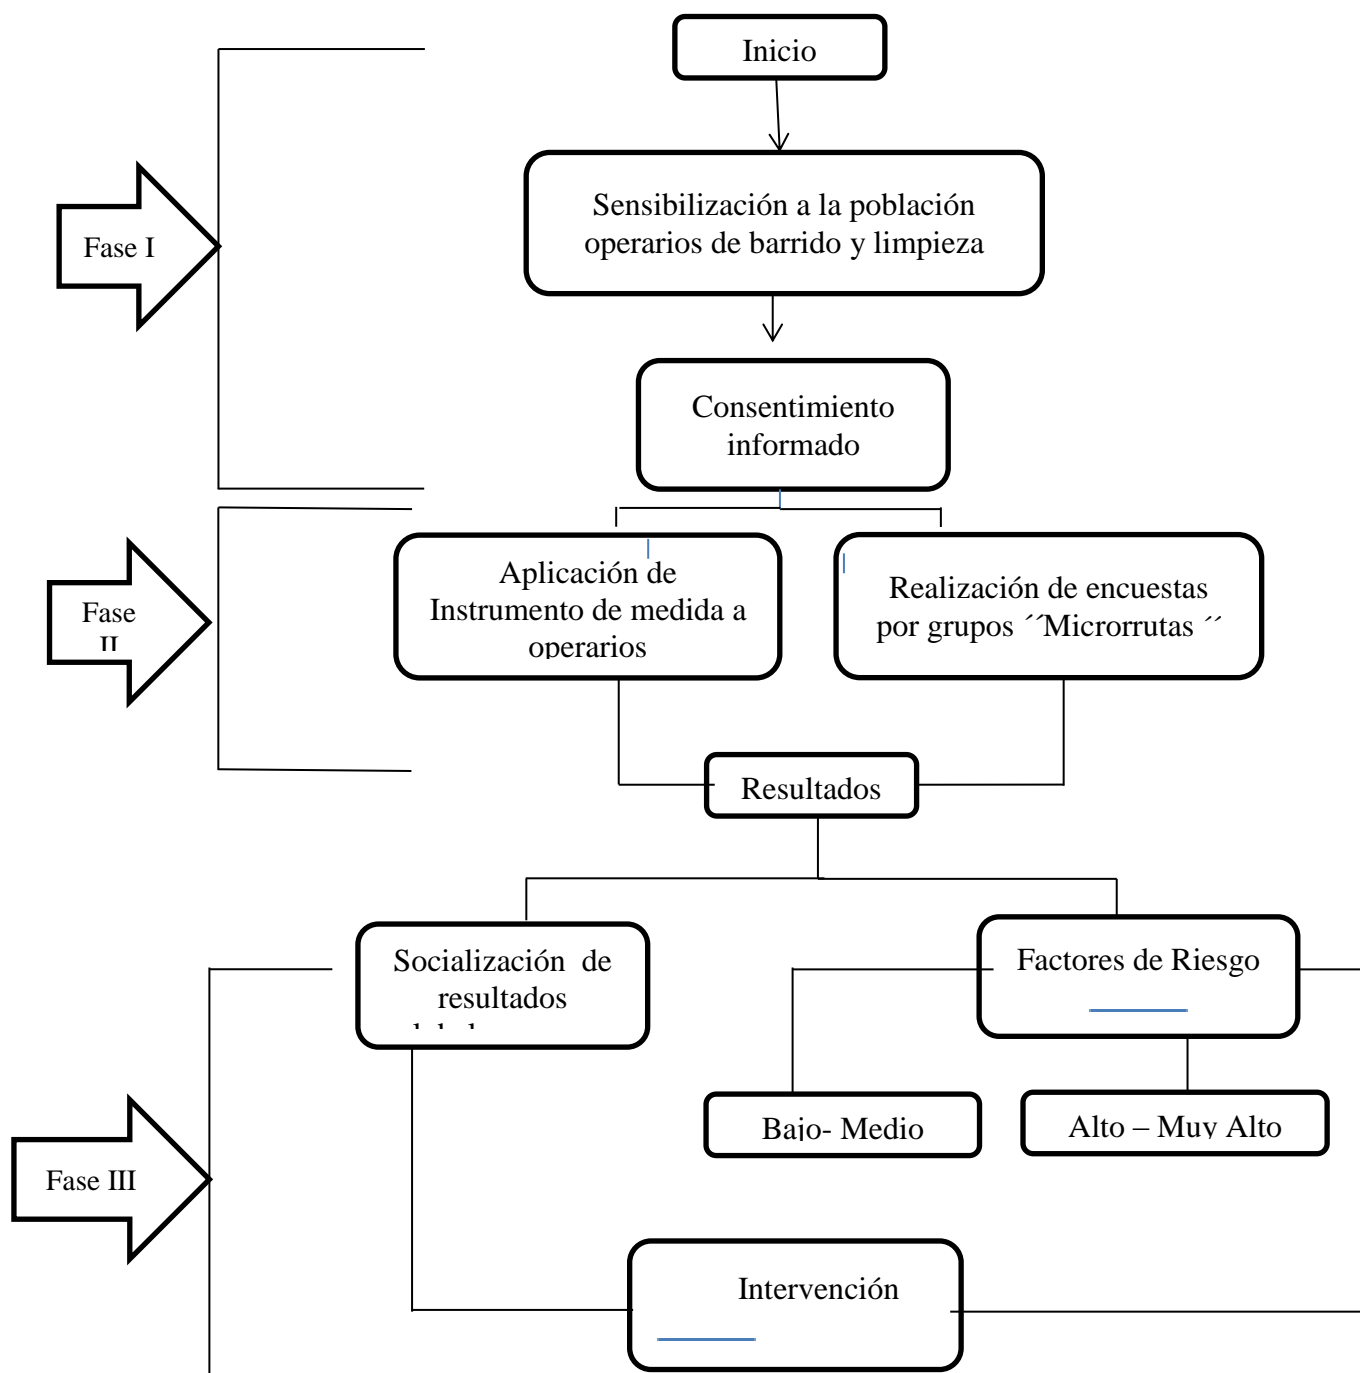 Inicio
Fase I
Sensibilización a la población
operarios de barrido y limpieza
Consentimiento
informado
Fase
II
Aplicación de
Instrumento de medida a
operarios
Realización de encuestas
por grupos ´´Microrrutas ´´
Resultados
Socialización de
resultados
Factores de Riesgo
Bajo- Medio
Alto – Muy Alto
Fase III
Intervención